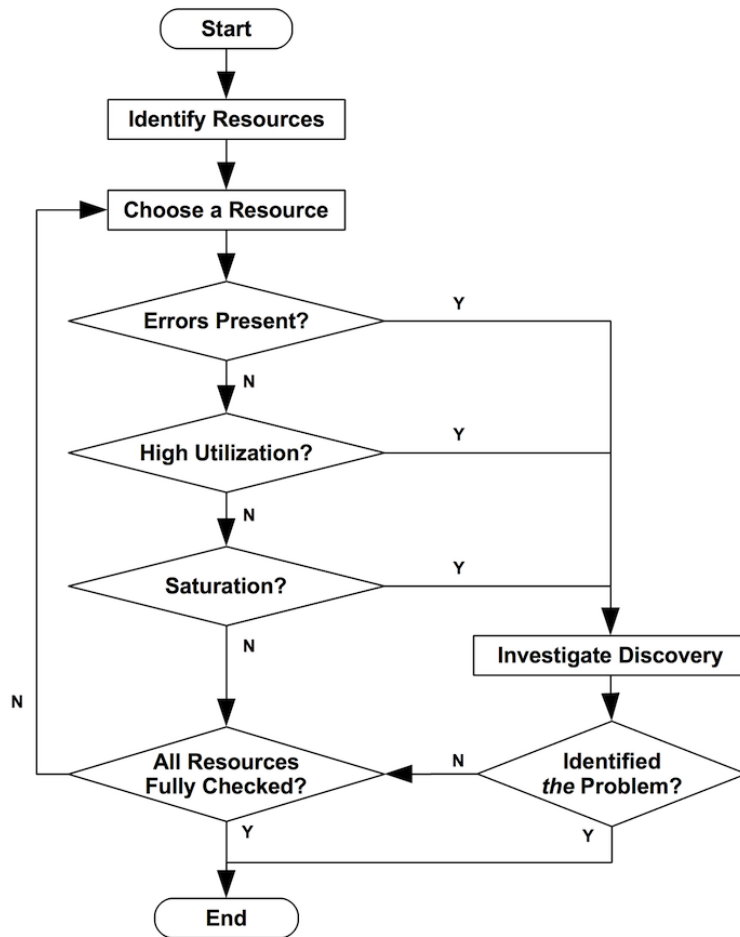 Start
Identify Resources
Choose a Resource
Errors Present?
Y
N
High Utilization?
Y
N
Saturation?
Y
N
Investigate Discovery
N
All Resources
Fully Checked?
N
Identified
the Problem?
Y
Y
End